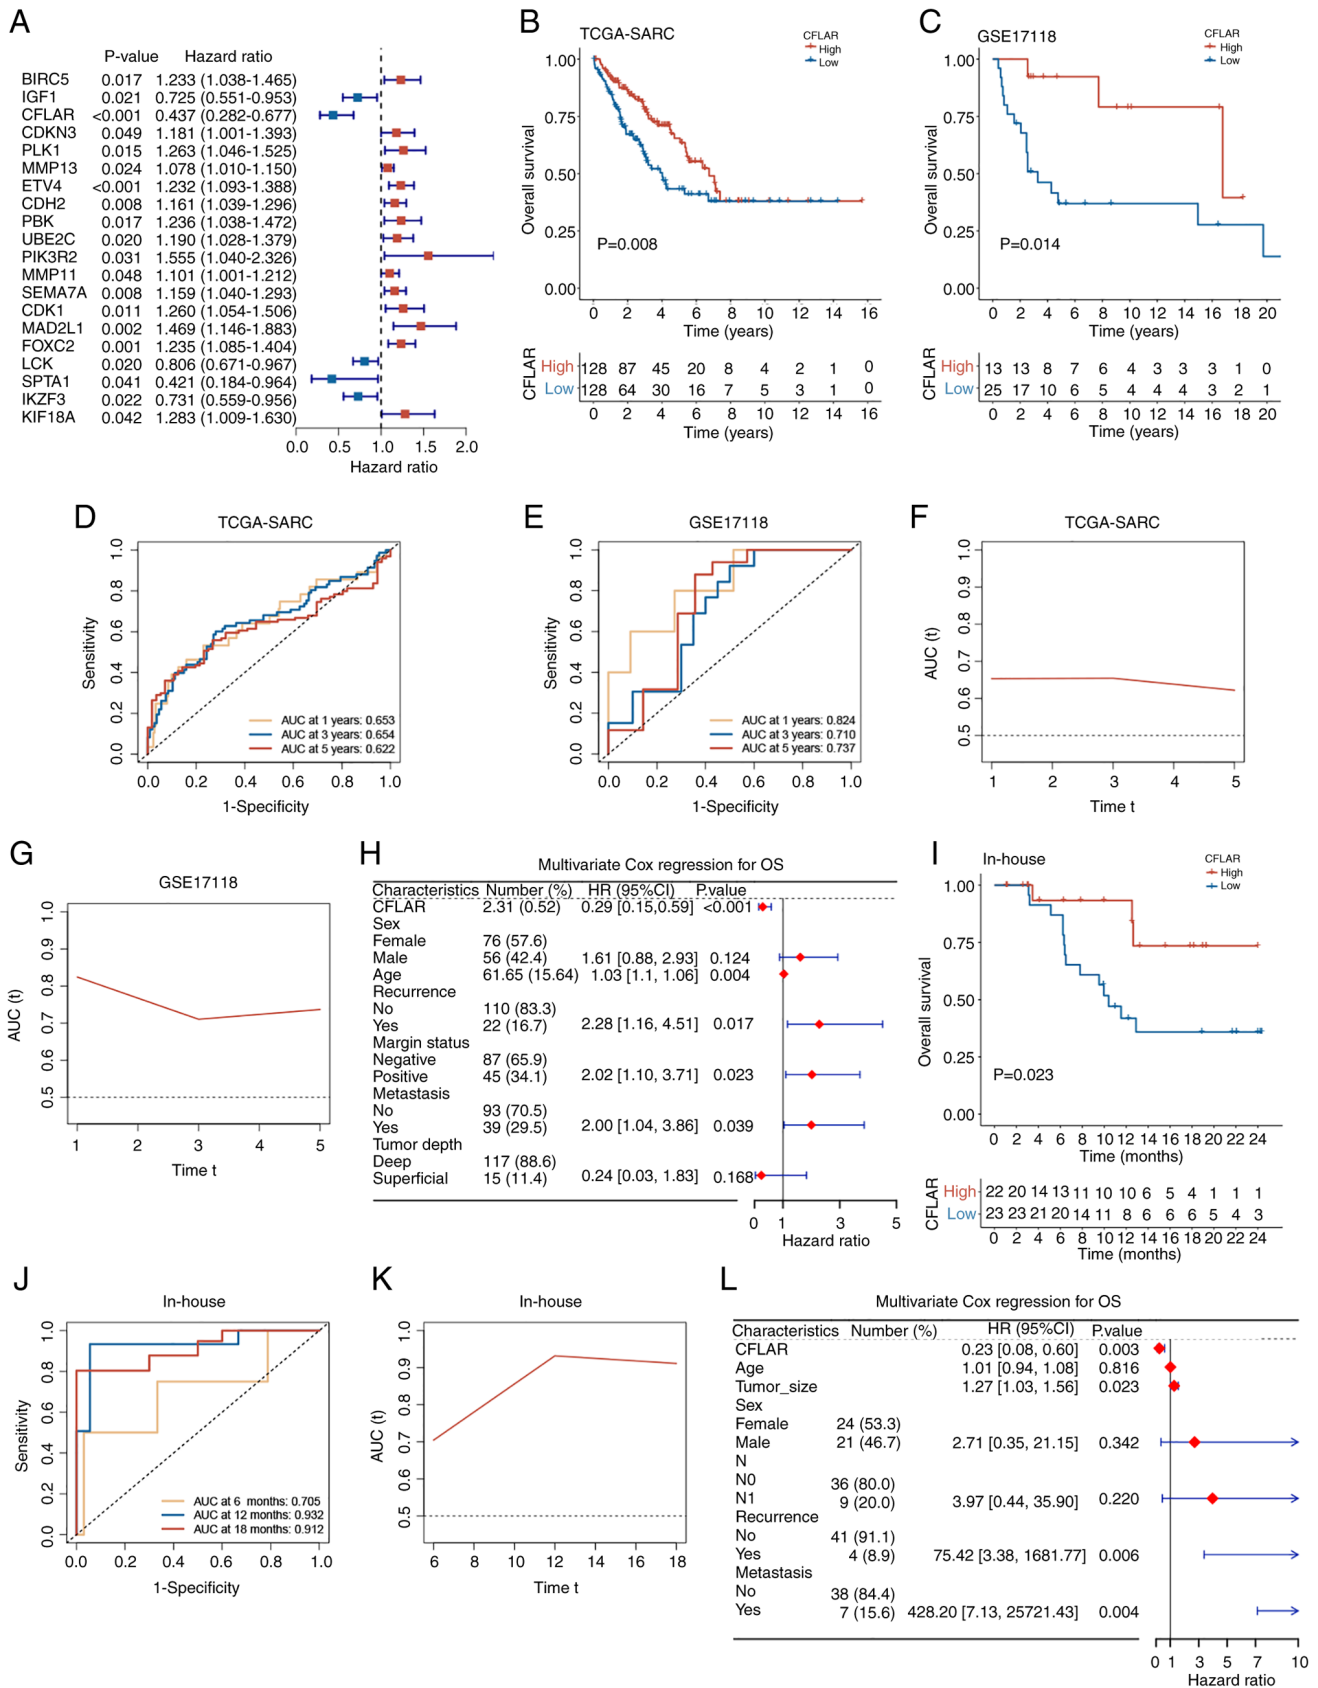 A
P-value Hazard ratio
BIRC5 0.017 1.233 (1.038-1.465)
IGF1 0.021 0.725 (0.551-0.953)
CFLAR <0.001 0.437 (0.282-0.677)
CDKN3 0.049 1.181 (1.001-1.393)
PLK1 0.015 1.263 (1.046-1.525)
MMP13 0.024 1.078 (1.010-1.150)
ETV4 <0.001 1.232 (1.093-1.388)
CDH2 0.008 1.161 (1.039-1.296)
PBK 0.017 1.236 (1.038-1.472)
UBE2C 0.020 1.190 (1.028-1.379)
PIK3R2 0.031 1.555 (1.040-2.326)
MMP11 0.048 1.101 (1.001-1.212)
SEMA7A 0.008 1.159 (1.040-1.293)
CDK1 0.011 1.260 (1.054-1.506)
MAD2L1 0.002 1.469 (1.146-1.883)
FOXC2 0.001 1.235 (1.085-1.404)
LCK 0.020 0.806 (0.671-0.967)
SPTA1 0.041 0.421 (0.184-0.964)
IKZF3 0.022 0.731 (0.559-0.956)
KIF18A 0.042 1.283 (1.009-1.630)
0.0 0.5 1.0 1.5 2.0
Hazard ratio
B
TCGA-SARC
CFLAR
High
Low
Overall survival
1.00
0.75
0.50
0.25
0.00
P=0.008
0 2 4 6 8 10 12 14 16
Time (years)
CFLAR
High 128 87 45 20 8 4 2 1 0
Low 128 64 30 16 7 5 3 1 0
0 2 4 6 8 10 12 14 16
Time (years)
C
GSE17118
CFLAR
High
Low
Overall survival
1.00
0.75
0.50
0.25
0.00
P=0.014
0 2 4 6 8 10 12 14 16 18 20
Time (years)
CFLAR
High 13 13 8 7 6 4 3 3 3 1 0
Low 25 17 10 6 5 4 4 4 3 2 1
0 2 4 6 8 10 12 14 16 18 20
Time (years)
D
TCGA-SARC
Sensitivity
1.0
0.8
0.6
0.4
0.2
0.0
AUC at 1 years: 0.653
AUC at 3 years: 0.654
AUC at 5 years: 0.622
0.0 0.2 0.4 0.6 0.8 1.0
1-Specificity
E
GSE17118
Sensitivity
1.0
0.8
0.6
0.4
0.2
0.0
AUC at 1 years: 0.824
AUC at 3 years: 0.710
AUC at 5 years: 0.737
0.0 0.2 0.4 0.6 0.8 1.0
1-Specificity
F
TCGA-SARC
AUC (t)
1.0
0.9
0.8
0.7
0.6
0.5
1 2 3 4 5
Time t
G
GSE17118
AUC (t)
1.0
0.9
0.8
0.7
0.6
0.5
1 2 3 4 5
Time t
H
Multivariate Cox regression for OS
Characteristics Number (%) HR (95%CI) P.value
CFLAR 2.31 (0.52) 0.29 [0.15,0.59] <0.001
Sex
Female 76 (57.6)
Male 56 (42.4) 1.61 [0.88, 2.93] 0.124
Age 61.65 (15.64) 1.03 [1.1, 1.06] 0.004
Recurrence
No 110 (83.3)
Yes 22 (16.7) 2.28 [1.16, 4.51] 0.017
Margin status
Negative 87 (65.9)
Positive 45 (34.1) 2.02 [1.10, 3.71] 0.023
Metastasis
No 93 (70.5)
Yes 39 (29.5) 2.00 [1.04, 3.86] 0.039
Tumor depth
Deep 117 (88.6)
Superficial 15 (11.4) 0.24 [0.03, 1.83] 0.168
0 1 3 5
Hazard ratio
I
In-house
CFLAR
High
Low
Overall survival
1.00
0.75
0.50
0.25
0.00
P=0.023
0 2 4 6 8 10 12 14 16 18 20 22 24
Time (months)
CFLAR
High 22 20 14 13 11 10 10 6 5 4 1 1 1
Low 23 23 21 20 14 11 8 6 6 6 5 4 3
0 2 4 6 8 10 12 14 16 18 20 22 24
Time (months)
J
In-house
Sensitivity
1.0
0.8
0.6
0.4
0.2
0.0
AUC at 6 months: 0.705
AUC at 12 months: 0.932
AUC at 18 months: 0.912
0.0 0.2 0.4 0.6 0.8 1.0
1-Specificity
K
In-house
AUC (t)
1.0
0.9
0.8
0.7
0.6
0.5
6 8 10 12 14 16 18
Time t
L
Multivariate Cox regression for OS
Characteristics Number (%) HR (95%CI) P.value
CFLAR 0.23 [0.08, 0.60] 0.003
Age 1.01 [0.94, 1.08] 0.816
Tumor_size 1.27 [1.03, 1.56] 0.023
Sex
Female 24 (53.3)
Male 21 (46.7) 2.71 [0.35, 21.15] 0.342
N
N0 36 (80.0)
N1 9 (20.0) 3.97 [0.44, 35.90] 0.220
Recurrence
No 41 (91.1)
Yes 4 (8.9) 75.42 [3.38, 1681.77] 0.006
Metastasis
No 38 (84.4)
Yes 7 (15.6) 428.20 [7.13, 25721.43] 0.004
0 1 3 5 7 10
Hazard ratio